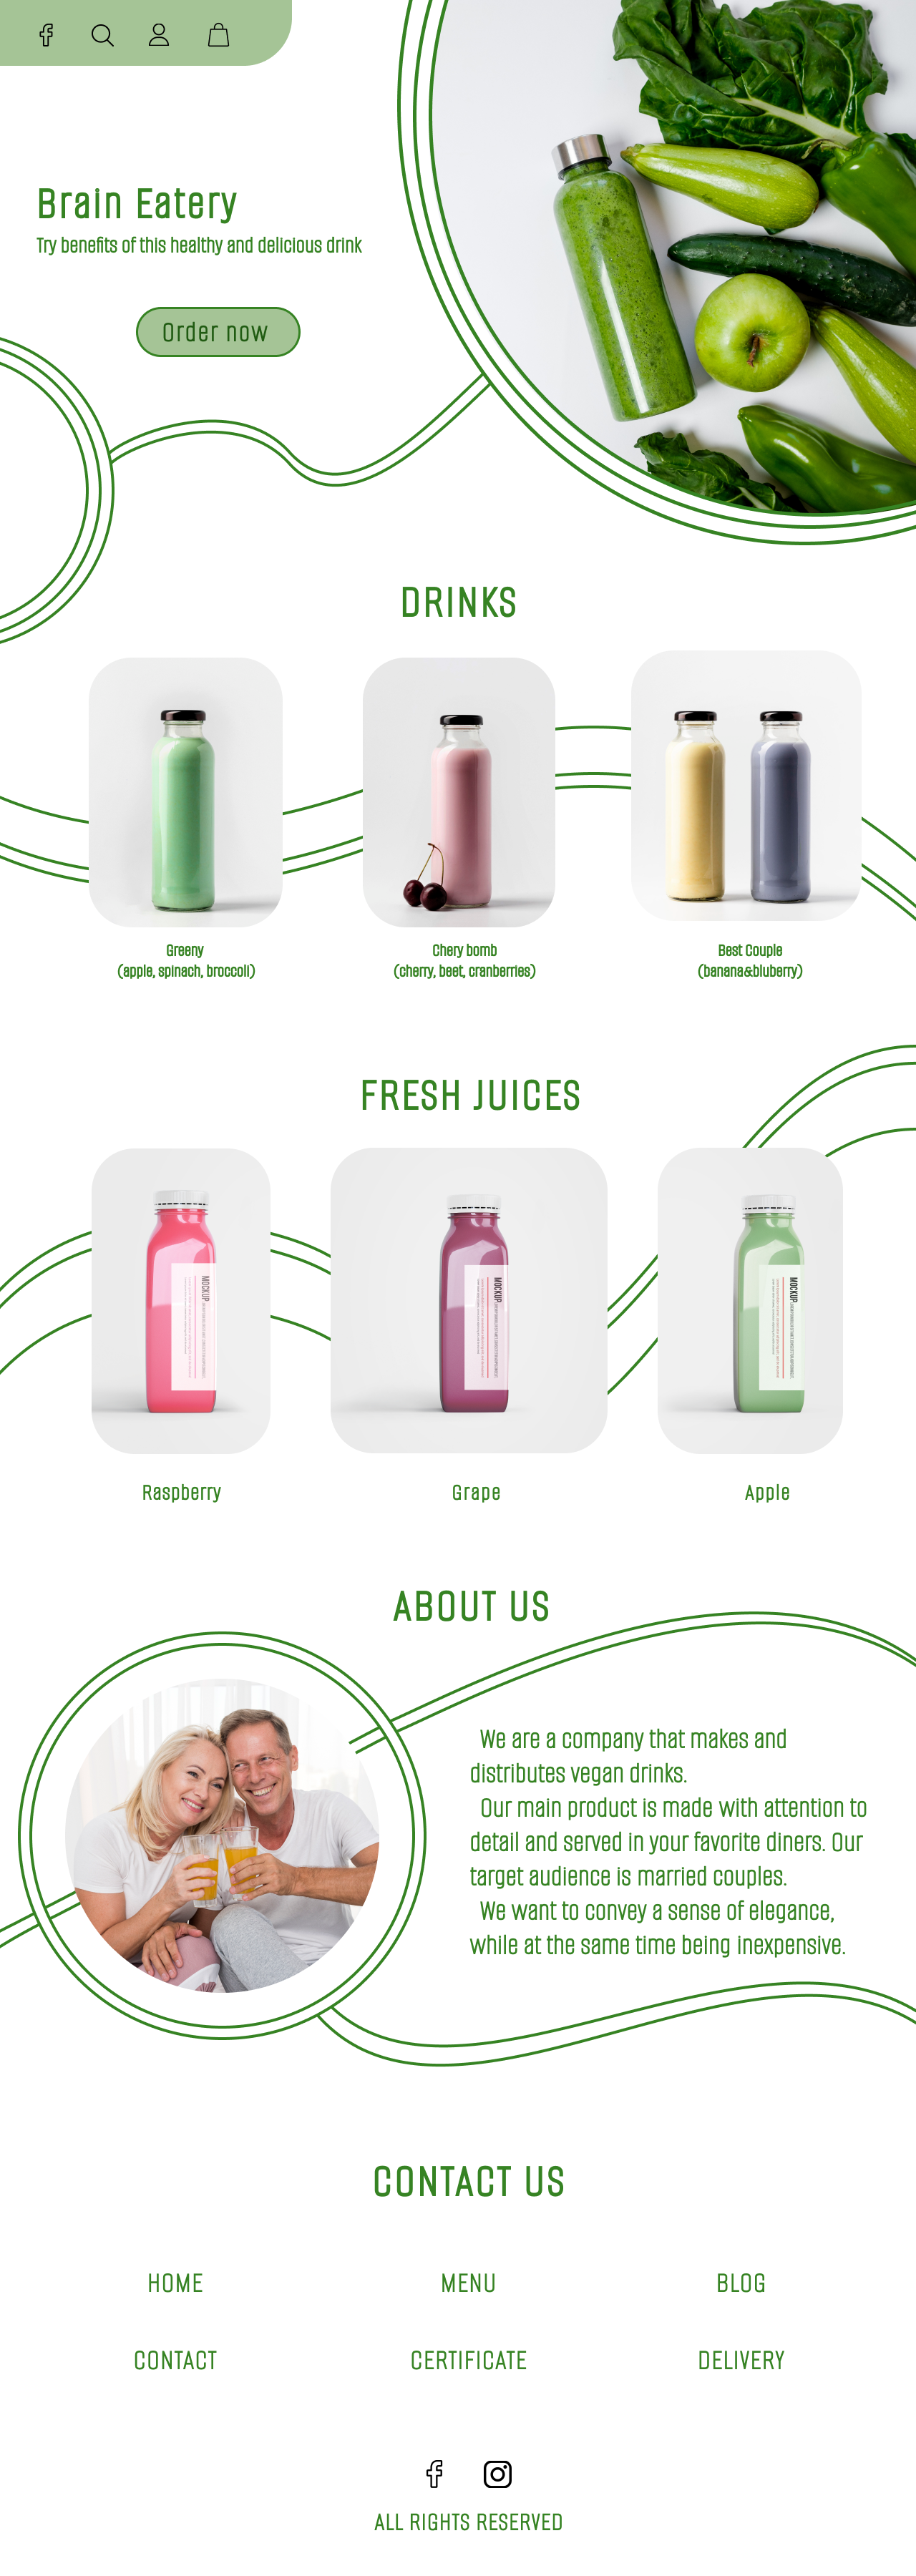 Brain Eatery
Try benefits of this healthy and delicious drink
Order now
DRINKS
Greeny
(apple, spinach, broccoli)
Chery bomb
(cherry, beet, cranberries)
Best Couple
(banana&bluberry)
FRESH JUICES
MOCKUP
MOCKUP
MOCKUP
Raspberry
Grape
Apple
ABOUT US
We are a company that makes and
distributes vegan drinks.
Our main product is made with attention to
detail and served in your favorite diners. Our
target audience is married couples.
We want to convey a sense of elegance,
while at the same time being inexpensive.
CONTACT US
HOME
MENU
BLOG
CONTACT
CERTIFICATE
DELIVERY
ALL RIGHTS RESERVED